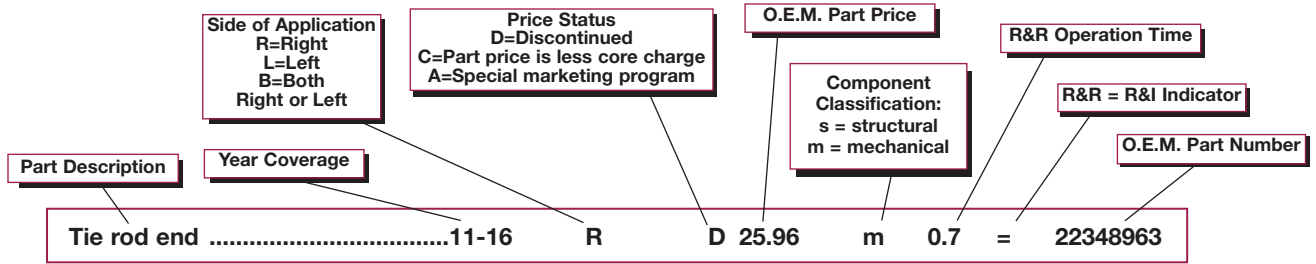 Side of Application
R=Right
L=Left
B=Both
Right or Left
Price Status
D=Discontinued
C=Part price is less core charge
A=Special marketing program
O.E.M. Part Price
R&R Operation Time
Component
Classification:
s = structural
m = mechanical
R&R = R&I Indicator
O.E.M. Part Number
Part Description
Year Coverage
Tie rod end ....................................11-16 R D 25.96 m 0.7 = 22348963